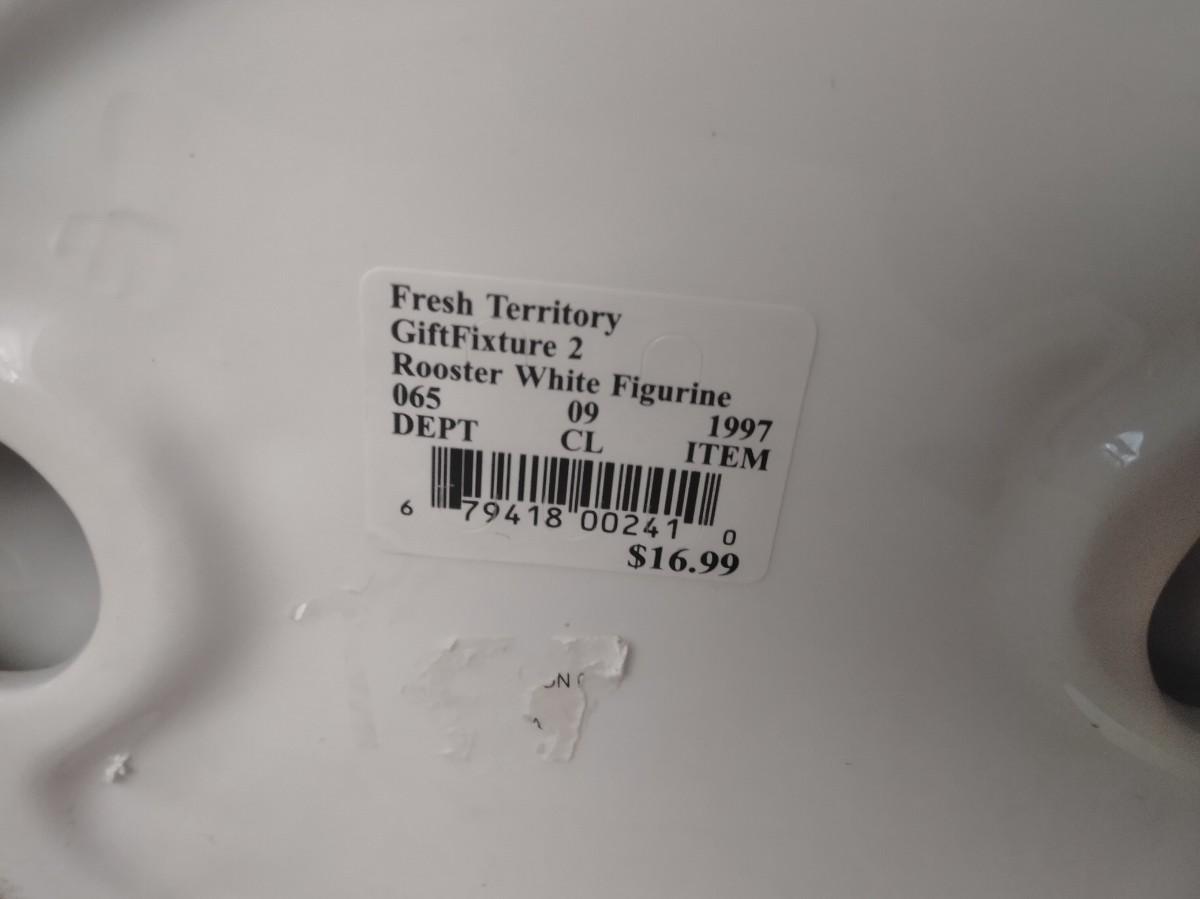 Fresh Territory
GiftFixture 2
Rooster White Figurine
065 09 1997
DEPT CL ITEM
6 79418 00241 0
$16.99